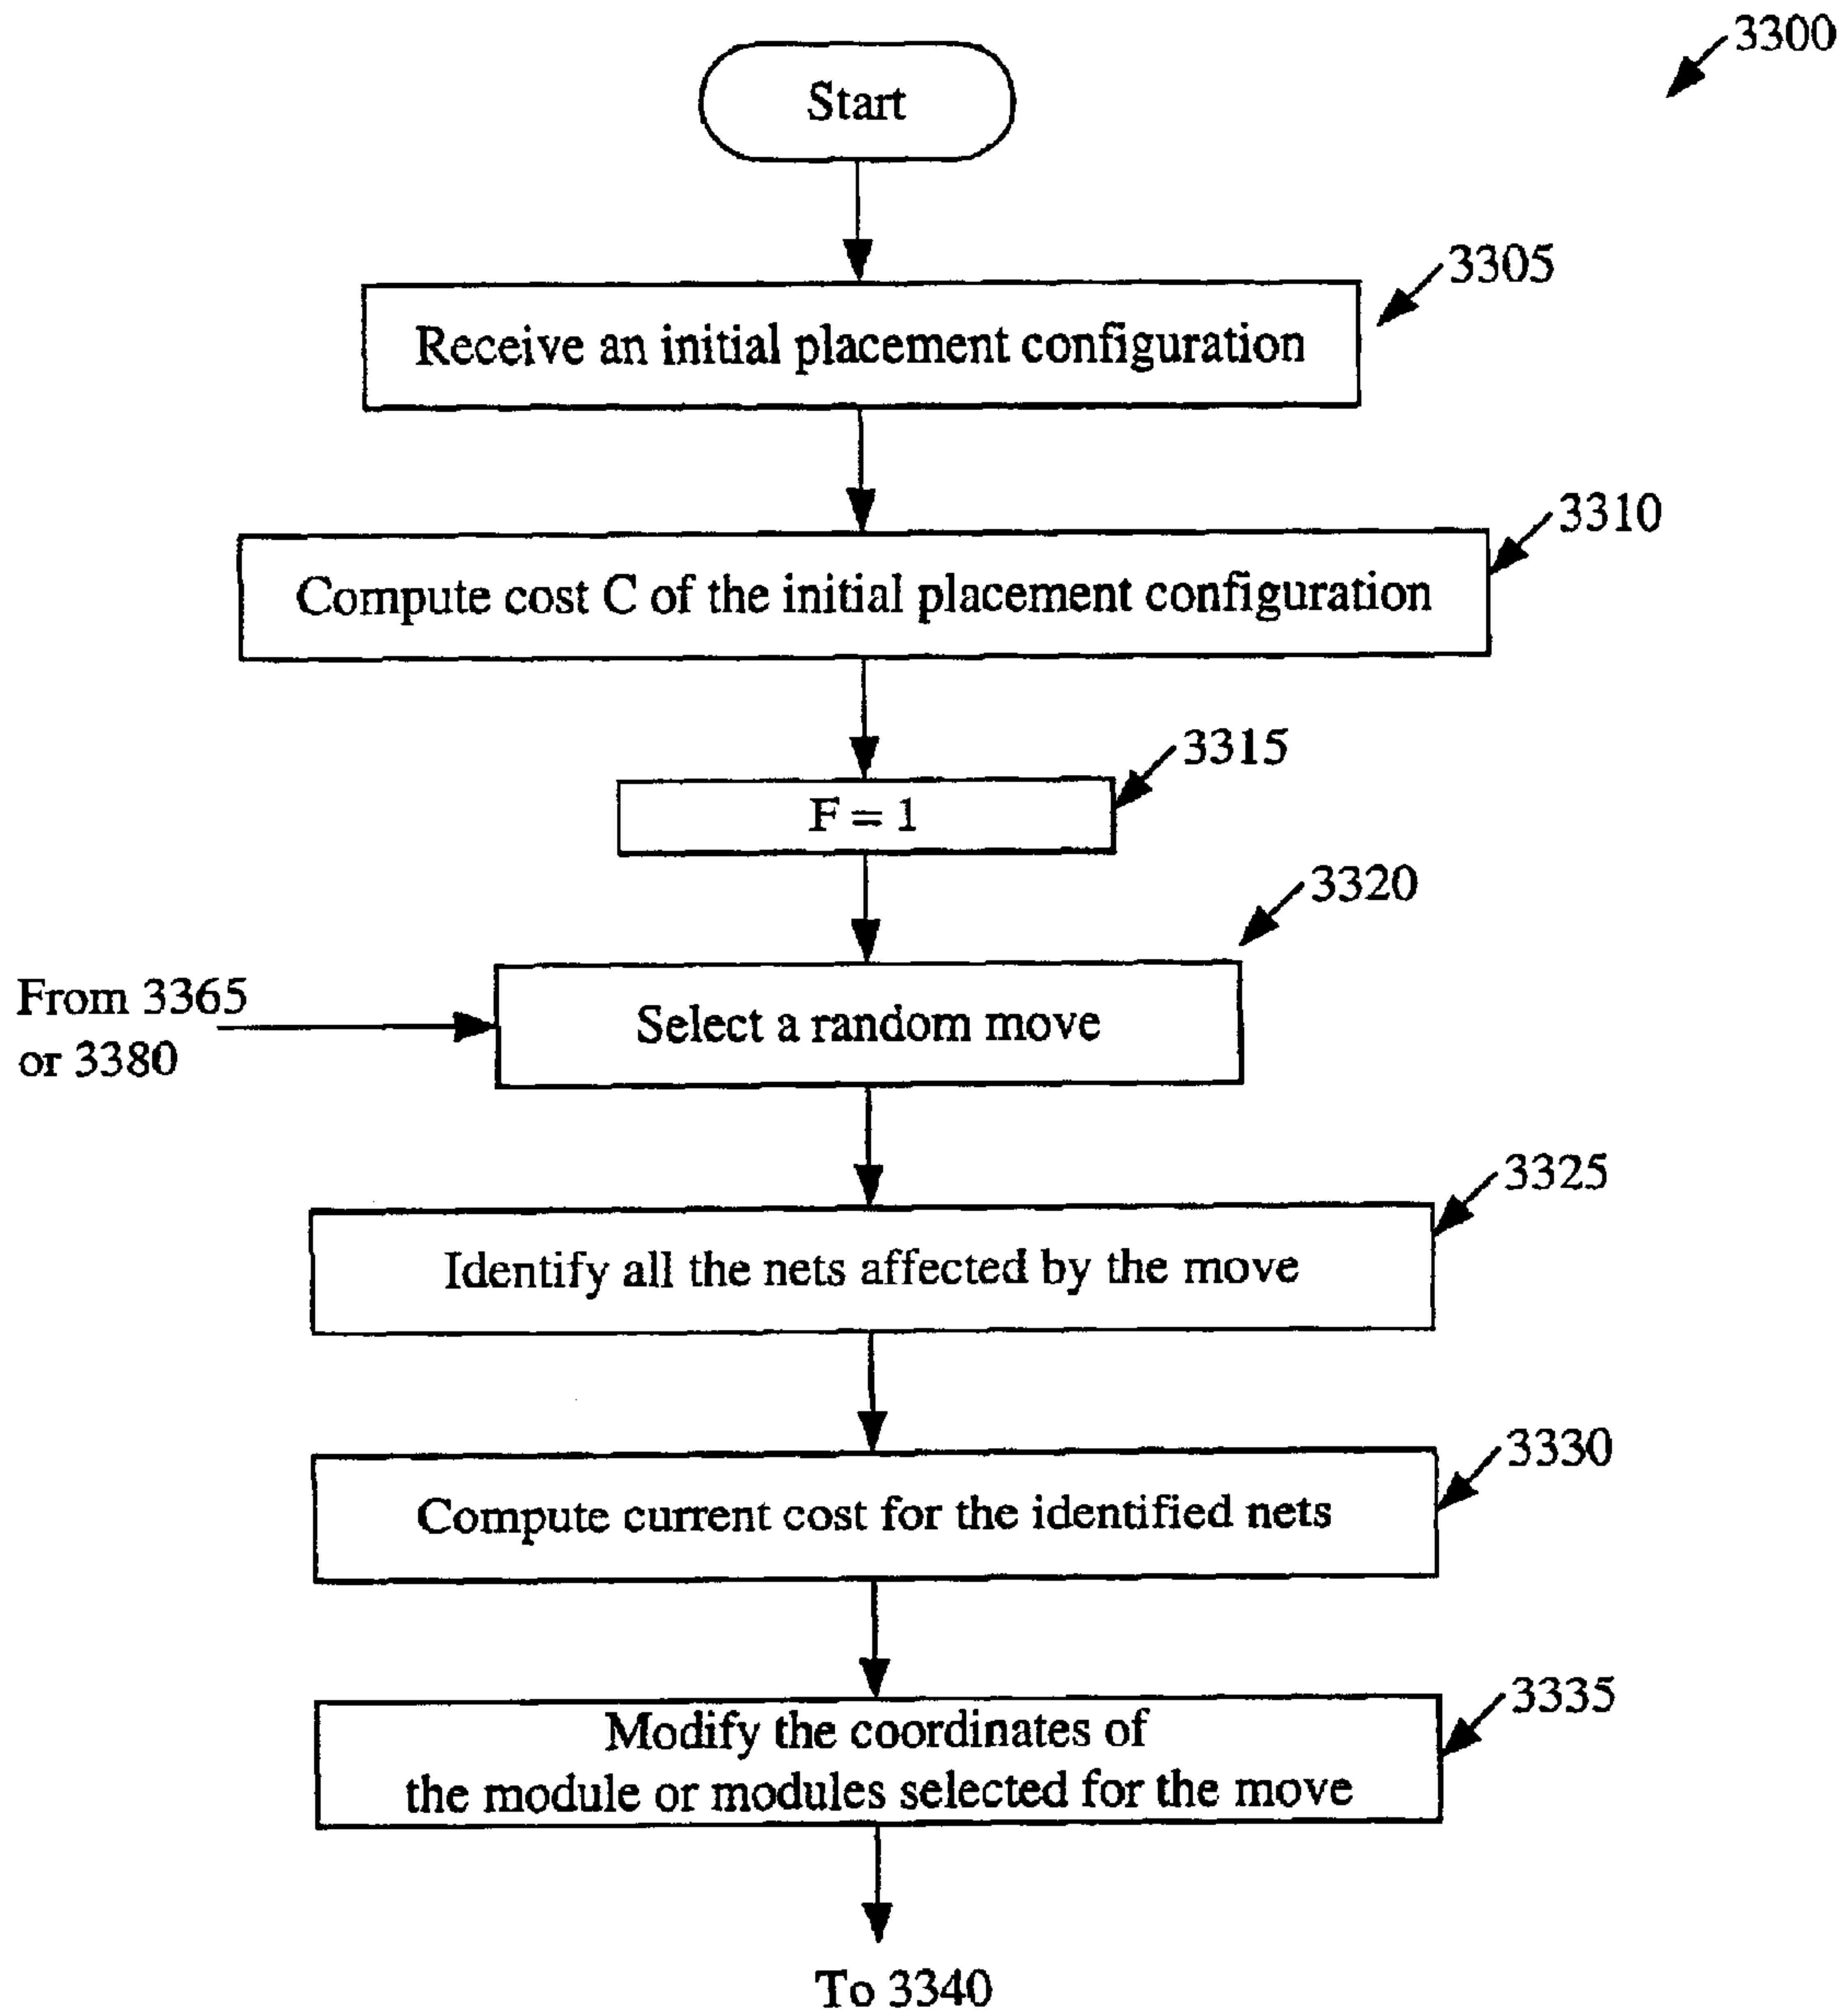 3300
Start
3305
Receive an initial placement configuration
3310
Compute cost C of the initial placement configuration
3315
F = 1
3320
From 3365
or 3380
Select a random move
3325
Identify all the nets affected by the move
3330
Compute current cost for the identified nets
3335
Modify the coordinates of
the module or modules selected for the move
To 3340